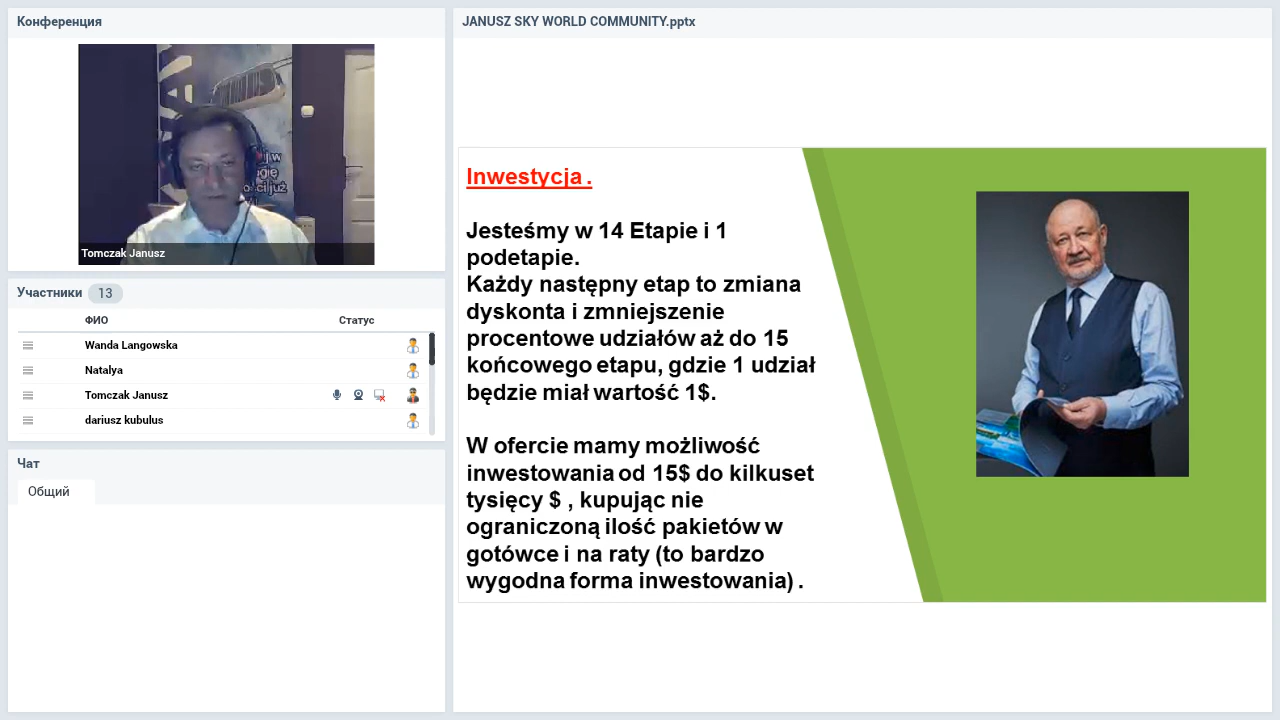 Конференция
j w
ugię
ości już
Tomczak Janusz
Участники 13
ФИО Статус
Wanda Langowska
Natalya
Tomczak Janusz
dariusz kubulus
Чат
Общий
JANUSZ SKY WORLD COMMUNITY.pptx
Inwestycja .
Jesteśmy w 14 Etapie i 1
podetapie.
Każdy następny etap to zmiana
dyskonta i zmniejszenie
procentowe udziałów aż do 15
końcowego etapu, gdzie 1 udział
będzie miał wartość 1$.
W ofercie mamy możliwość
inwestowania od 15$ do kilkuset
tysięcy $ , kupując nie
ograniczoną ilość pakietów w
gotówce i na raty (to bardzo
wygodna forma inwestowania) .